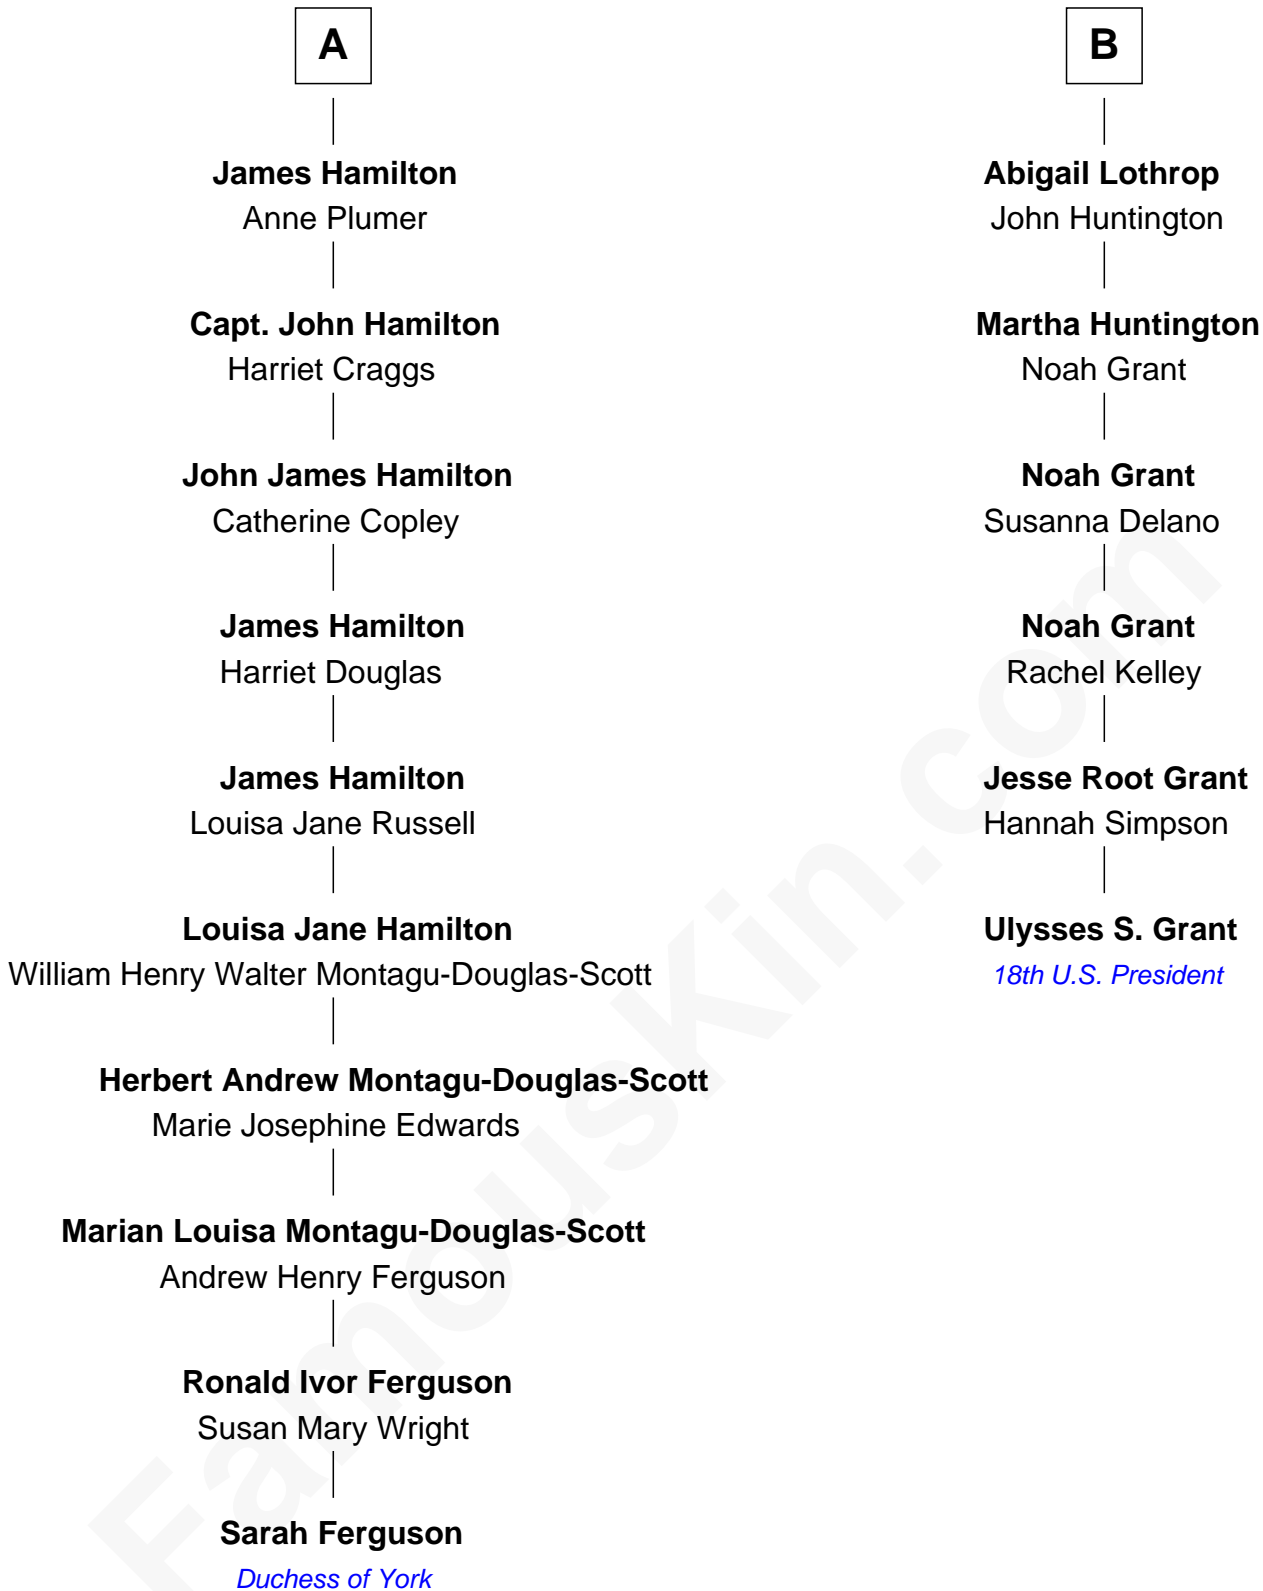 A
James Hamilton
Anne Plumer
Capt. John Hamilton
Harriet Craggs
John James Hamilton
Catherine Copley
James Hamilton
Harriet Douglas
James Hamilton
Louisa Jane Russell
Louisa Jane Hamilton
William Henry Walter Montagu-Douglas-Scott
Herbert Andrew Montagu-Douglas-Scott
Marie Josephine Edwards
Marian Louisa Montagu-Douglas-Scott
Andrew Henry Ferguson
Ronald Ivor Ferguson
Susan Mary Wright
Sarah Ferguson
Duchess of York
B
Abigail Lothrop
John Huntington
Martha Huntington
Noah Grant
Noah Grant
Susanna Delano
Noah Grant
Rachel Kelley
Jesse Root Grant
Hannah Simpson
Ulysses S. Grant
18th U.S. President
FamousKin.com